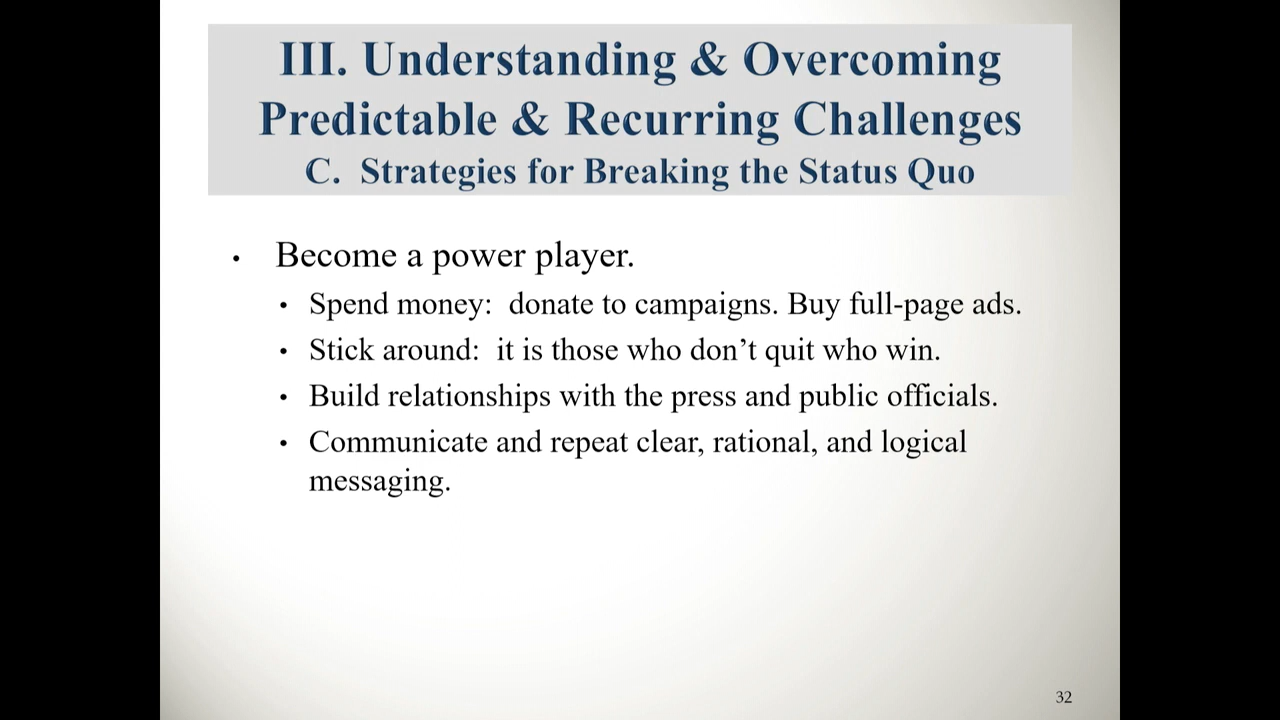 III. Understanding & Overcoming
Predictable & Recurring Challenges
C. Strategies for Breaking the Status Quo
• Become a power player.
• Spend money: donate to campaigns. Buy full-page ads.
• Stick around: it is those who don’t quit who win.
• Build relationships with the press and public officials.
• Communicate and repeat clear, rational, and logical
messaging.
32